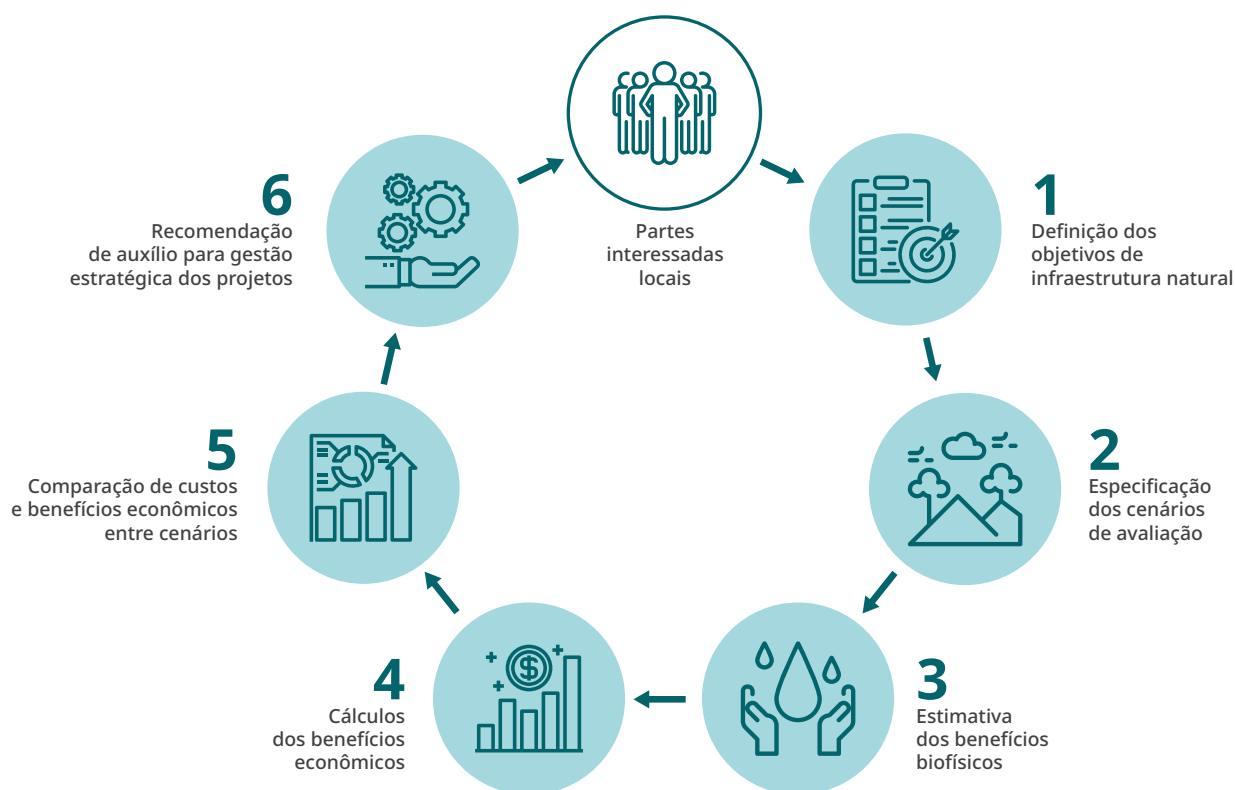 Partes
interessadas
locais
1
Definição dos
objetivos de
infraestrutura natural
2
Especificação
dos cenários
de avaliação
3
Estimativa
dos benefícios
biofísicos
4
Cálculos
dos benefícios
econômicos
5
Comparação de custos
e benefícios econômicos
entre cenários
6
Recomendação
de auxílio para gestão
estratégica dos projetos
$